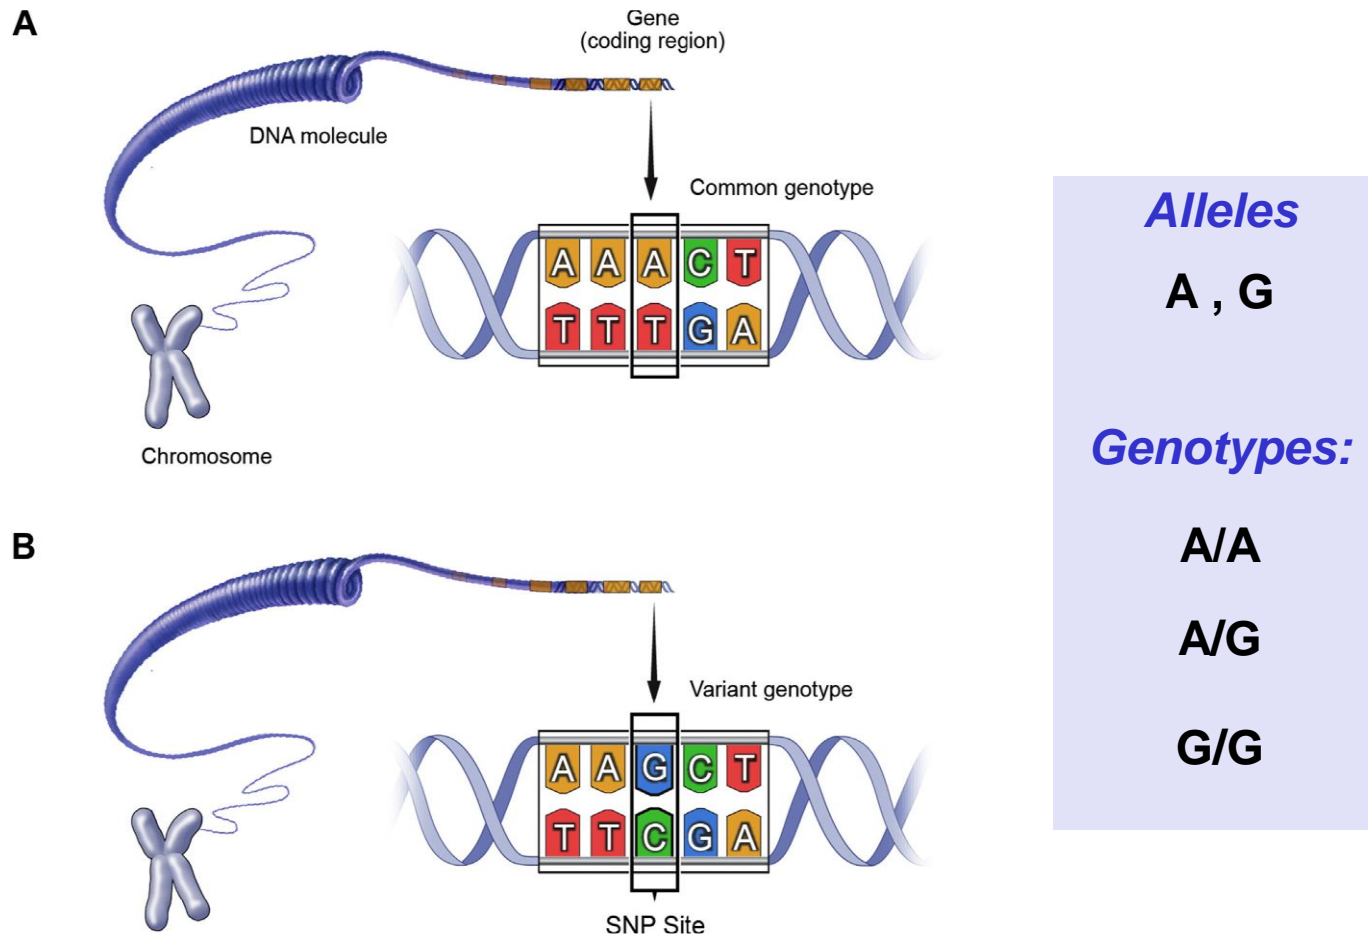 A
Gene
(coding region)
DNA molecule
Common genotype
A A A C T
T T T G A
Chromosome
B
Variant genotype
A A G C T
T T C G A
SNP Site
Alleles
A , G
Genotypes:
A/A
A/G
G/G